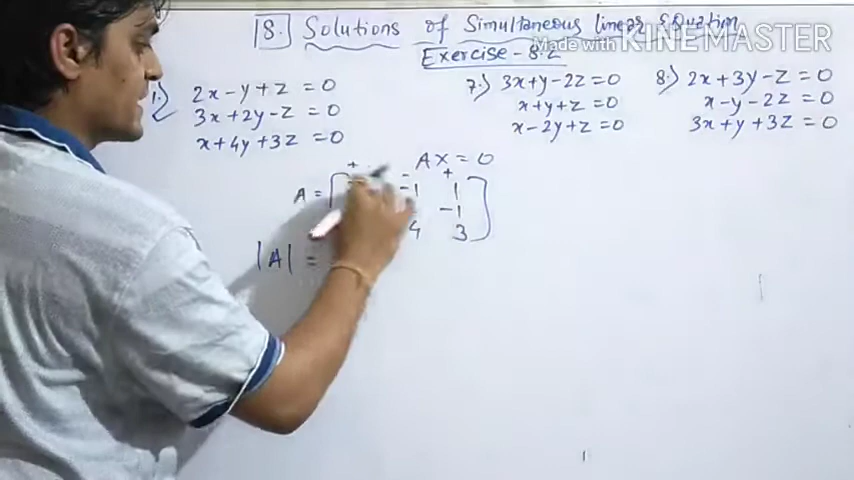 18. Solutions of Simultaneous linear Equation
Exercise - 8.2
Made with KINEMASTER
1. 2x - y + z = 0
3x + 2y - z = 0
x + 4y + 3z = 0
7. 3x + y - 2z = 0
x + y + z = 0
x - 2y + z = 0
8. 2x + 3y - z = 0
x - y - 2z = 0
3x + y + 3z = 0
AX = 0
+ - +
A = [ -1 1
-1
4 3 ]
|A| =